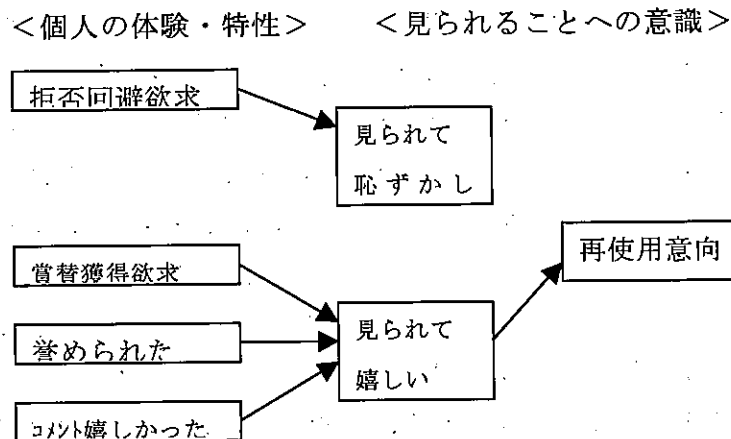 ＜個人の体験・特性＞
＜見られることへの意識＞
拒否回避欲求
見られて
恥ずかし
賞替獲得欲求
誉められた
ｺﾒﾝﾄ嬉しかった
見られて
嬉しい
再使用意向